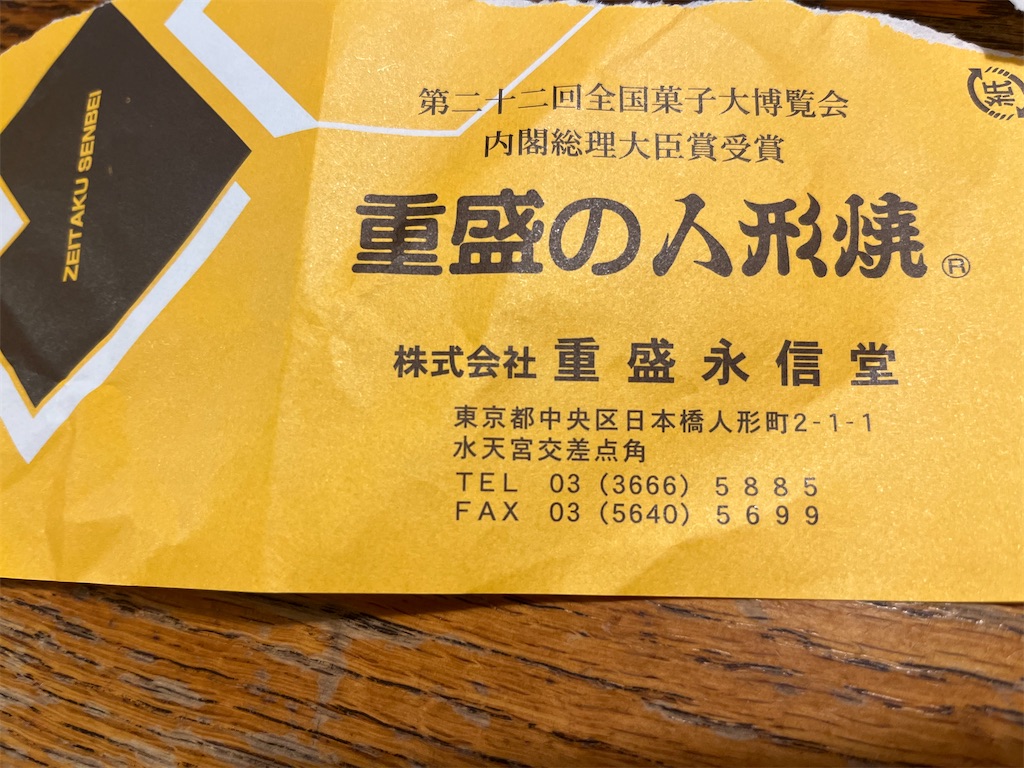 ZEITAKU SENBEI
紙
第二十二回全国菓子大博覧会
内閣総理大臣賞受賞
重盛の人形焼®
株式会社 重盛永信堂
東京都中央区日本橋人形町2-1-1
水天宮交差点角
TEL 03 (3666) 5885
FAX 03 (5640) 5699